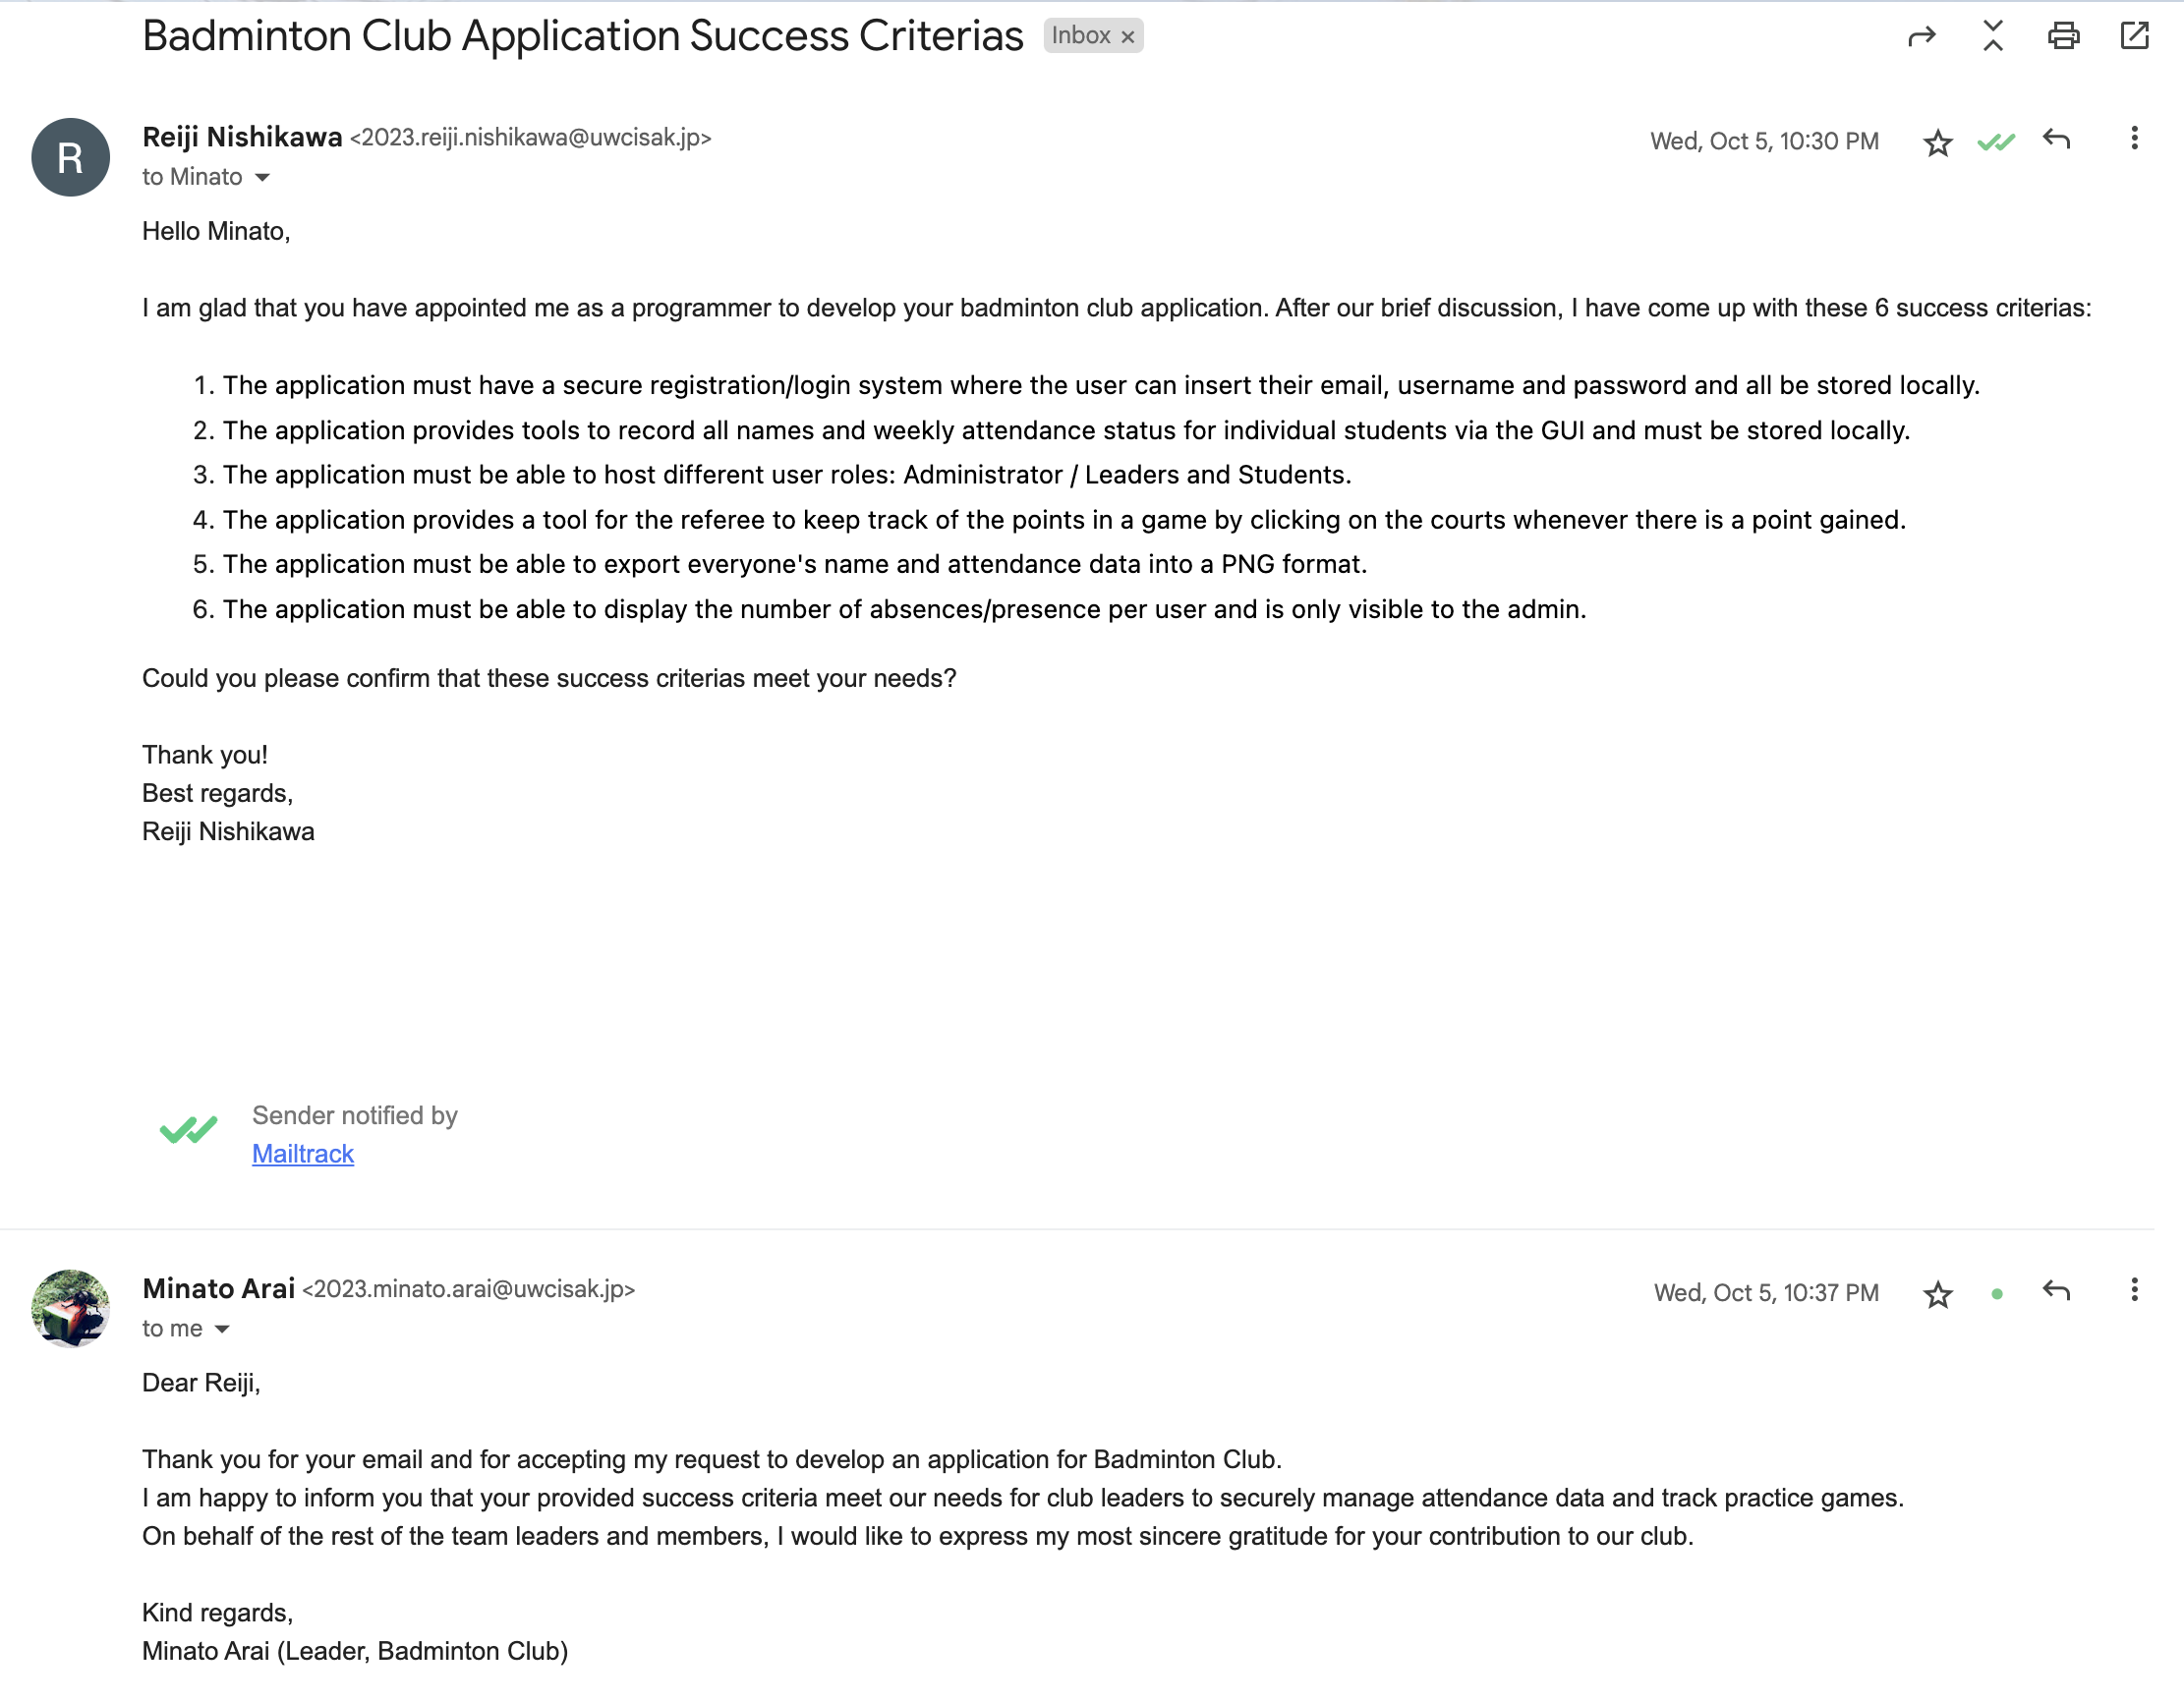 Badminton Club Application Success Criterias Inbox ×
R
Reiji Nishikawa <2023.reiji.nishikawa@uwcisak.jp>
Wed, Oct 5, 10:30 PM
to Minato
Hello Minato,
I am glad that you have appointed me as a programmer to develop your badminton club application. After our brief discussion, I have come up with these 6 success criterias:
1. The application must have a secure registration/login system where the user can insert their email, username and password and all be stored locally.
2. The application provides tools to record all names and weekly attendance status for individual students via the GUI and must be stored locally.
3. The application must be able to host different user roles: Administrator / Leaders and Students.
4. The application provides a tool for the referee to keep track of the points in a game by clicking on the courts whenever there is a point gained.
5. The application must be able to export everyone's name and attendance data into a PNG format.
6. The application must be able to display the number of absences/presence per user and is only visible to the admin.
Could you please confirm that these success criterias meet your needs?
Thank you!
Best regards,
Reiji Nishikawa
Sender notified by
Mailtrack
Minato Arai <2023.minato.arai@uwcisak.jp>
Wed, Oct 5, 10:37 PM
to me
Dear Reiji,
Thank you for your email and for accepting my request to develop an application for Badminton Club.
I am happy to inform you that your provided success criteria meet our needs for club leaders to securely manage attendance data and track practice games.
On behalf of the rest of the team leaders and members, I would like to express my most sincere gratitude for your contribution to our club.
Kind regards,
Minato Arai (Leader, Badminton Club)